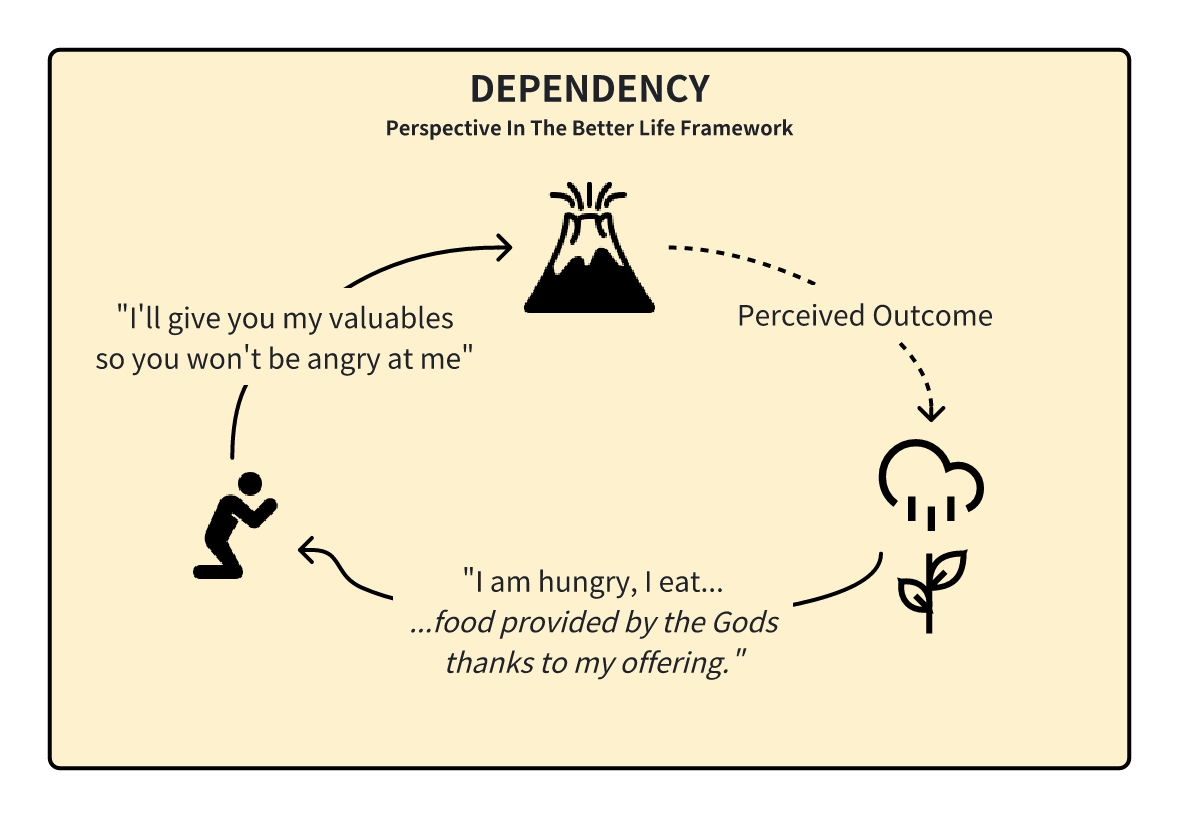 DEPENDENCY
Perspective In The Better Life Framework
"I'll give you my valuables
so you won't be angry at me"
Perceived Outcome
"I am hungry, I eat...
...food provided by the Gods
thanks to my offering."